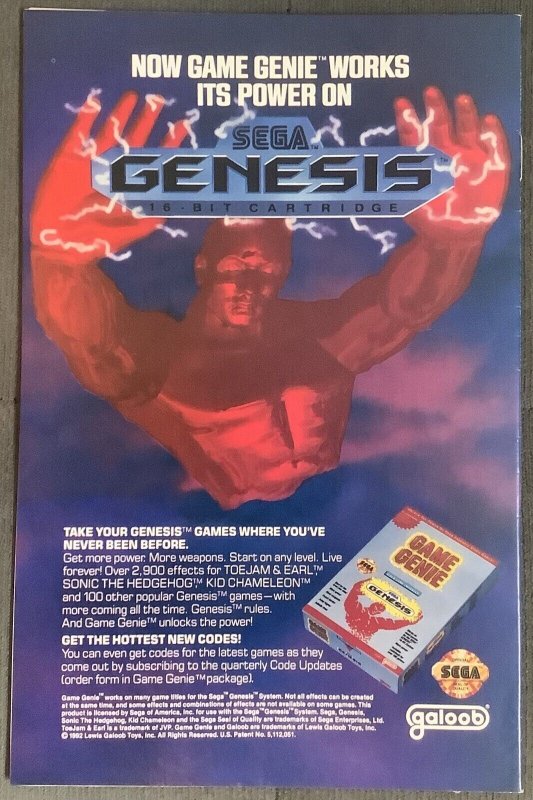 NOW GAME GENIE™ WORKS
ITS POWER ON
SEGA™
GENESIS™
16-BIT CARTRIDGE
TAKE YOUR GENESIS™ GAMES WHERE YOU'VE
NEVER BEEN BEFORE.
Get more power. More weapons. Start on any level. Live
forever! Over 2,900 effects for TOEJAM & EARL,™
SONIC THE HEDGEHOG,™ KID CHAMELEON™
and 100 other popular Genesis™ games—with
more coming all the time. Genesis™ rules.
And Game Genie™ unlocks the power!
GET THE HOTTEST NEW CODES!
You can even get codes for the latest games as they
come out by subscribing to the quarterly Code Updates
(order form in Game Genie™ package).
GAME
GENIE
GENESIS
galoob
SEGA
galoob®
Game Genie™ works on many game titles for the Sega™ Genesis™ System. Not all effects can be created
at the same time, and some effects and combinations of effects are not available on some games. This
product is licensed by Sega of America, Inc. for use with the Sega™ Genesis™ System. Sega, Genesis,
Sonic The Hedgehog, Kid Chameleon and the Sega Seal of Quality are trademarks of Sega Enterprises, Ltd.
ToeJam & Earl is a trademark of JVP. Game Genie and Galoob are trademarks of Lewis Galoob Toys, Inc.
© 1992 Lewis Galoob Toys, Inc. All Rights Reserved. U.S. Patent No. 5,112,051.